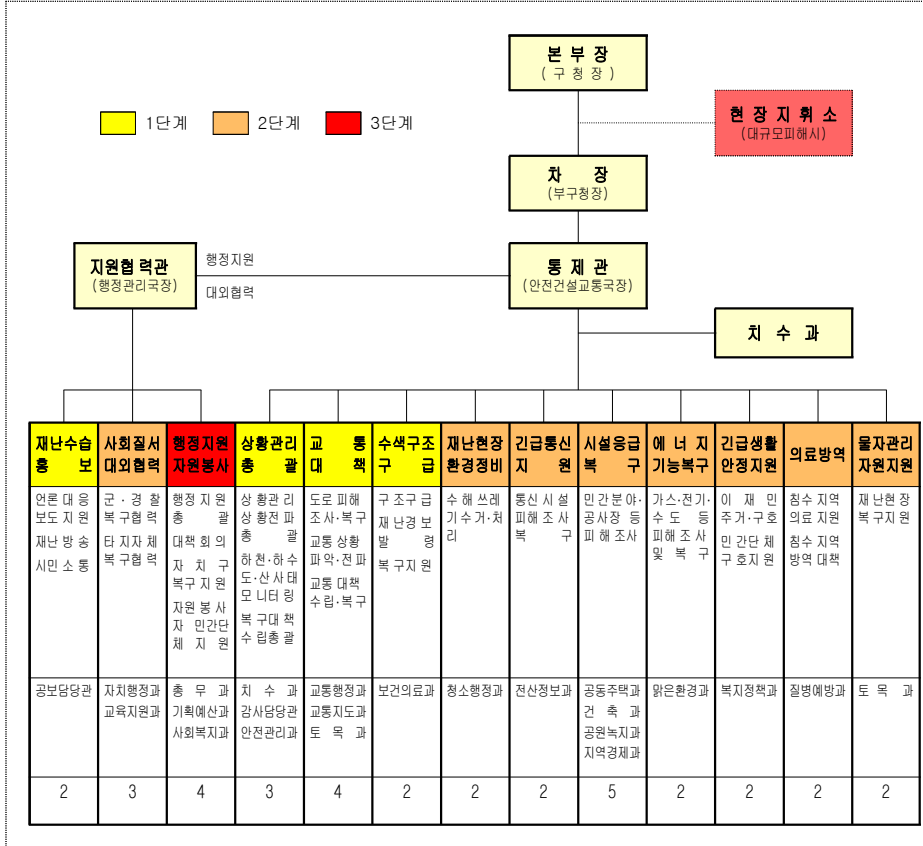 본 부 장
( 구 청 장 )
1단계
2단계
3단계
현 장 지 휘 소
(대규모피해시)
차 장
(부구청장)
지원협력관
(행정관리국장)
행정지원
대외협력
통 제 관
(안전건설교통국장)
치 수 과
재난수습
홍 보
사회질서
대외협력
행정지원
자원봉사
상황관리
총 괄
교 통
대 책
수색구조
구 급
재난현장
환경정비
긴급통신
지 원
시설응급
복 구
에 너 지
기능복구
긴급생활
안정지원
의료방역
물자관리
자원지원
언론 대응
보도 지원
재난 방송
시민 소통
군 · 경 찰
복 구 협 력
타 지 자 체
복 구 협 력
행정 지원
총 괄
대책 회의
자 치 구
복구 지원
자원 봉사
자 민간단
체 지 원
상 황 관 리
상 황 전 파
총 괄
하천·하수
도·산사태
모 니터 링
복 구 대 책
수 립 총 괄
도로 피해
조사·복구
교통 상황
파악·전파
교통 대책
수립·복구
구 조 구 급
재 난 경 보
발 령
복 구 지 원
수 해 쓰레
기 수 거·처
리
통신 시설
피해 조사
복 구
민간 분야·
공사장 등
피해 조사
가스·전기·
수 도 등
피해 조사
및 복 구
이 재 민
주거·구호
민 간 단 체
구 호 지 원
침수 지역
의료 지원
침수 지역
방역 대책
재 난 현 장
복 구 지 원
공보담당관
자치행정과
교육지원과
총 무 과
기획예산과
사회복지과
치 수 과
감사담당관
안전관리과
교통행정과
교통지도과
토 목 과
보건의료과
청소행정과
전산정보과
공동주택과
건 축 과
공원녹지과
지역경제과
맑은환경과
복지정책과
질병예방과
토 목 과
2
3
4
3
4
2
2
2
5
2
2
2
2